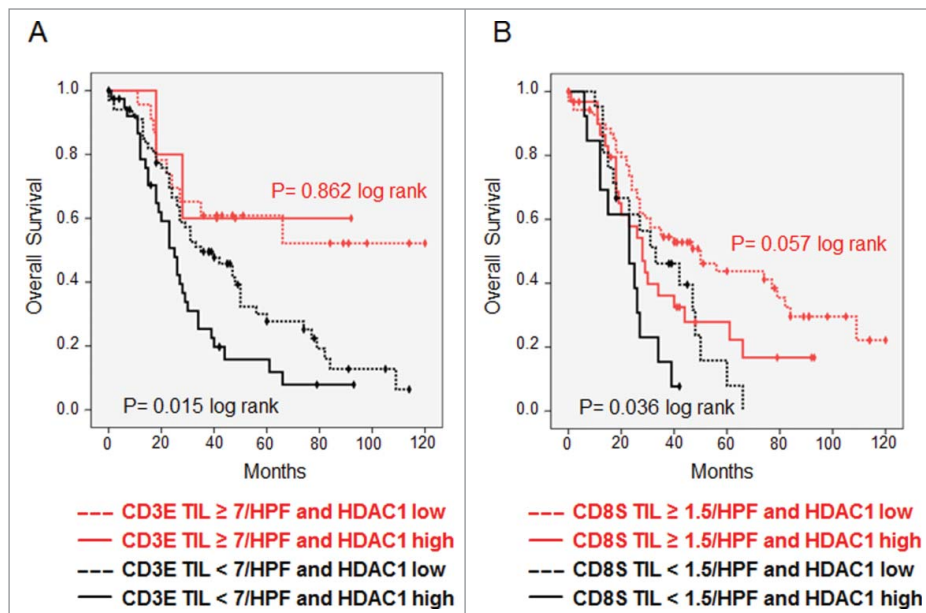 A
Overall Survival
1.0
0.8
0.6
0.4
0.2
0.0
P= 0.862 log rank
P= 0.015 log rank
0 20 40 60 80 100 120
Months
CD3E TIL ≥ 7/HPF and HDAC1 low
CD3E TIL ≥ 7/HPF and HDAC1 high
CD3E TIL < 7/HPF and HDAC1 low
CD3E TIL < 7/HPF and HDAC1 high
B
Overall Survival
1.0
0.8
0.6
0.4
0.2
0.0
P= 0.057 log rank
P= 0.036 log rank
0 20 40 60 80 100 120
Months
CD8S TIL ≥ 1.5/HPF and HDAC1 low
CD8S TIL ≥ 1.5/HPF and HDAC1 high
CD8S TIL < 1.5/HPF and HDAC1 low
CD8S TIL < 1.5/HPF and HDAC1 high